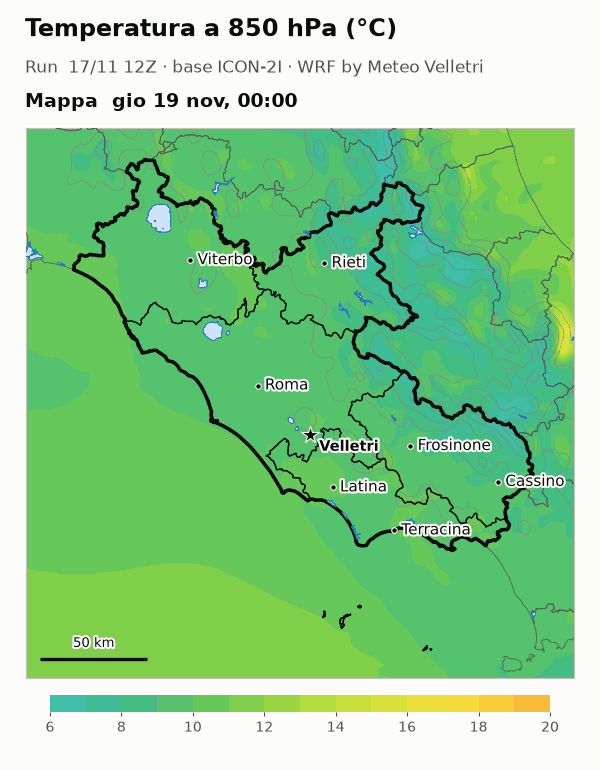 Temperatura a 850 hPa (°C)
Run  17/11 12Z · base ICON-2I · WRF by Meteo Velletri
Mappa  gio 19 nov, 00:00
Viterbo
Rieti
Roma
Velletri
Frosinone
Latina
Cassino
Terracina
50 km
6 8 10 12 14 16 18 20